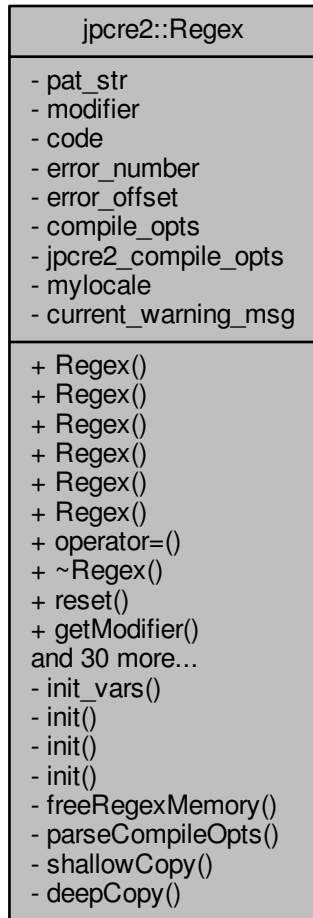 jpcre2::Regex
- pat_str
- modifier
- code
- error_number
- error_offset
- compile_opts
- jpcre2_compile_opts
- mylocale
- current_warning_msg
+ Regex()
+ Regex()
+ Regex()
+ Regex()
+ Regex()
+ Regex()
+ operator=()
+ ~Regex()
+ reset()
+ getModifier()
and 30 more...
- init_vars()
- init()
- init()
- init()
- freeRegexMemory()
- parseCompileOpts()
- shallowCopy()
- deepCopy()